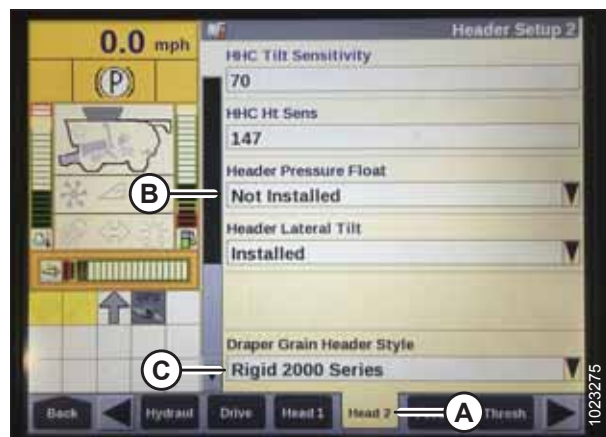 0.0 mph
Header Setup 2
(P)
HHC Tilt Sensitivity
70
HHC Ht Sens
147
Header Pressure Float
B
Not Installed
Header Lateral Tilt
Installed
Draper Grain Header Style
C
Rigid 2000 Series
Back
Hydraul
Drive
Head 1
Head 2
A
Thresh
1023275